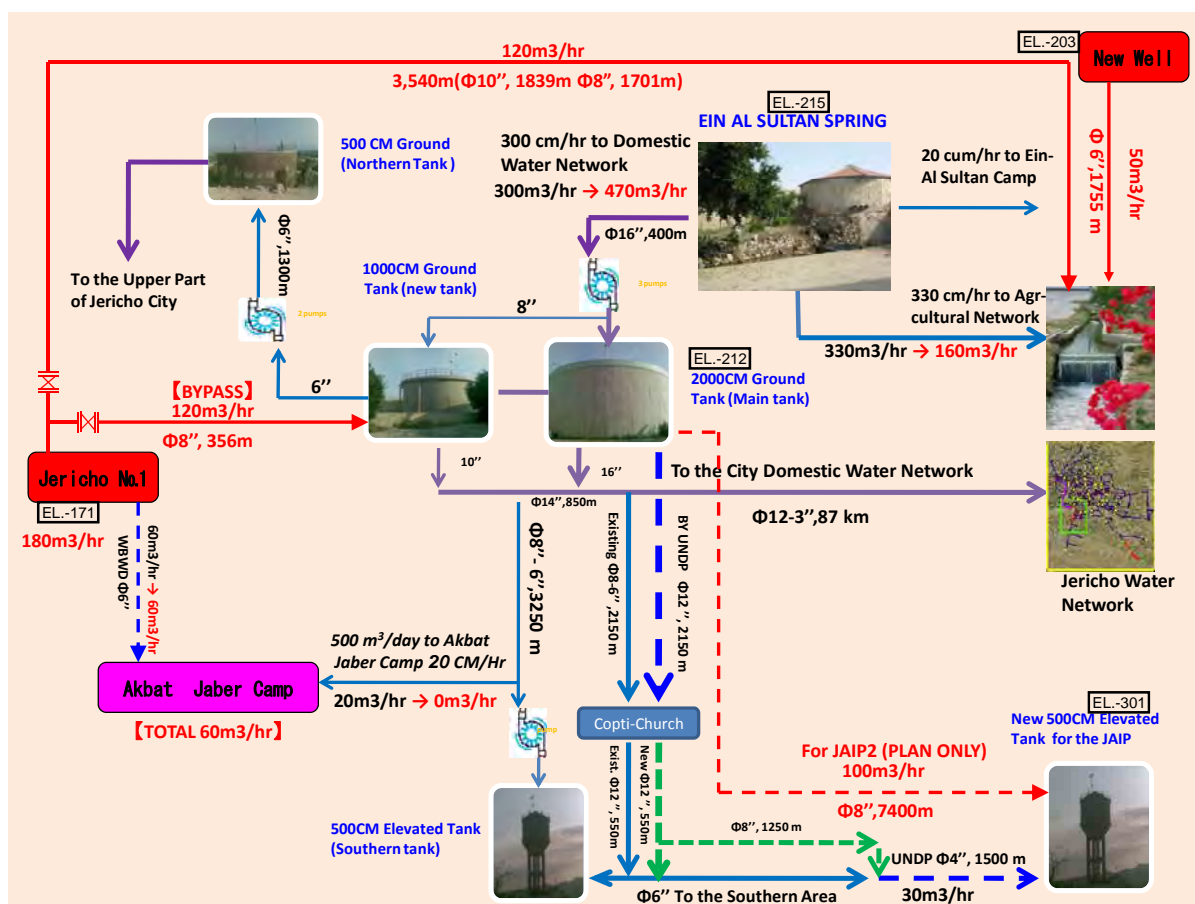 120m3/hr
3,540m(Φ10’’, 1839m Φ8’’, 1701m)
EL.-203
New Well
Φ 6’’,1755 m
50m3/hr
500 CM Ground
(Northern Tank )
300 cm/hr to Domestic
Water Network
300m3/hr → 470m3/hr
Φ16’’,400m
EL.-215
EIN AL SULTAN SPRING
20 cum/hr to Ein-
Al Sultan Camp
To the Upper Part
of Jericho City
Φ6’’,1300m
2 pumps
1000CM Ground
Tank (new tank)
3 pumps
8’’
330 cm/hr to Agr-
cultural Network
330m3/hr → 160m3/hr
【BYPASS】
120m3/hr
Φ8’’, 356m
6’’
EL.-212
2000CM Ground
Tank (Main tank)
Jericho No.1
EL.-171
180m3/hr
10’’
16’’
To the City Domestic Water Network
Φ14’’,850m
Φ12-3’’,87 km
Jericho Water
Network
60m3/hr → 60m3/hr
WBWD Φ6’’
Φ8’’- 6’’,3250 m
Existing Φ8-6’’ ,2150 m
BY UNDP Φ12 ’’, 2150 m
500 m3/day to Akbat
Jaber Camp 20 CM/Hr
20m3/hr → 0m3/hr
Akbat Jaber Camp
【TOTAL 60m3/hr】
Copti-Church
EL.-301
New 500CM Elevated
Tank for the JAIP
For JAIP2 (PLAN ONLY)
100m3/hr
Φ8’’,7400m
500CM Elevated Tank
(Southern tank)
Exist. Φ12 ’’, 550m
New Φ12 ’’, 550m
Φ8’’, 1250 m
UNDP Φ4’’, 1500 m
30m3/hr
Φ6’’ To the Southern Area